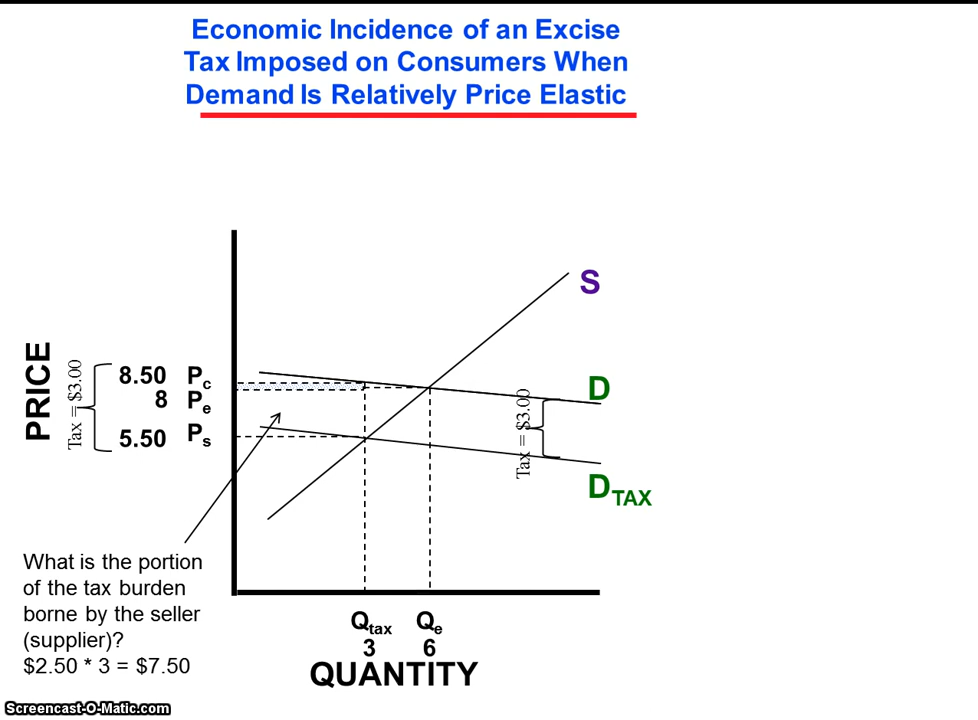 Economic Incidence of an Excise
Tax Imposed on Consumers When
Demand Is Relatively Price Elastic
S
PRICE
Tax = $3.00
8.50 Pc
8 Pe
5.50 Ps
D
Tax = $3.00
DTAX
What is the portion
of the tax burden
borne by the seller
(supplier)?
$2.50 * 3 = $7.50
Qtax Qe
3 6
QUANTITY
Screencast-O-Matic.com